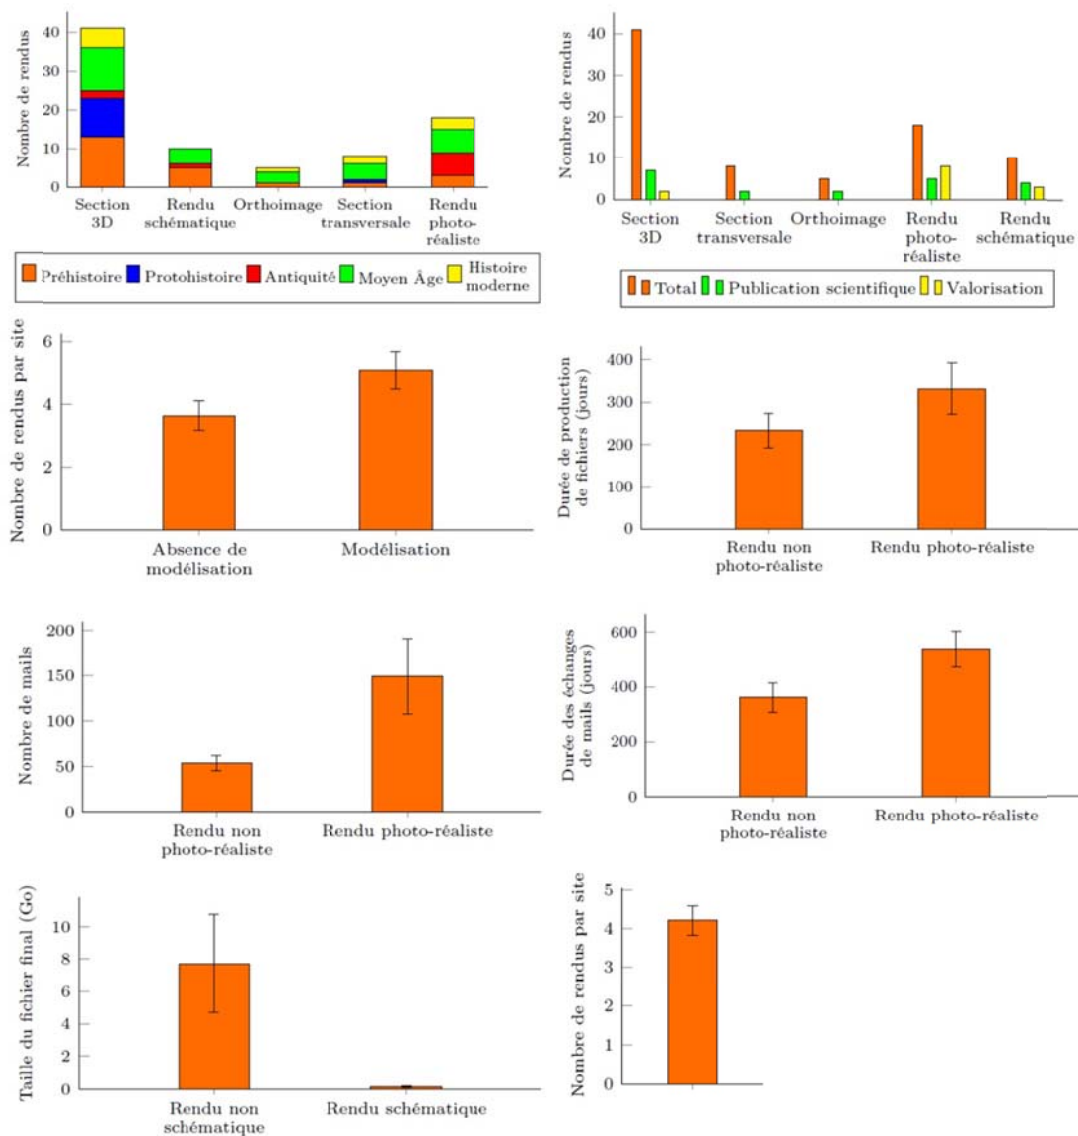 Nombre de rendus
40
30
20
10
0
Section
3D
Rendu
schématique
Orthoimage
Section
transversale
Rendu
photo-
réaliste
Préhistoire
Protohistoire
Antiquité
Moyen Âge
Histoire
moderne
Nombre de rendus
40
30
20
10
0
Section
3D
Section
transversale
Orthoimage
Rendu
photo-
réaliste
Rendu
schématique
Total
Publication scientifique
Valorisation
Nombre de rendus par site
6
4
2
0
Absence de
modélisation
Modélisation
Durée de production
de fichiers (jours)
400
300
200
100
0
Rendu non
photo-réaliste
Rendu photo-réaliste
Nombre de mails
200
150
100
50
0
Rendu non
photo-réaliste
Rendu photo-réaliste
Durée des échanges
de mails (jours)
600
400
200
0
Rendu non
photo-réaliste
Rendu photo-réaliste
Taille du fichier final (Go)
10
8
6
4
2
0
Rendu non
schématique
Rendu schématique
Nombre de rendus par site
5
4
3
2
1
0